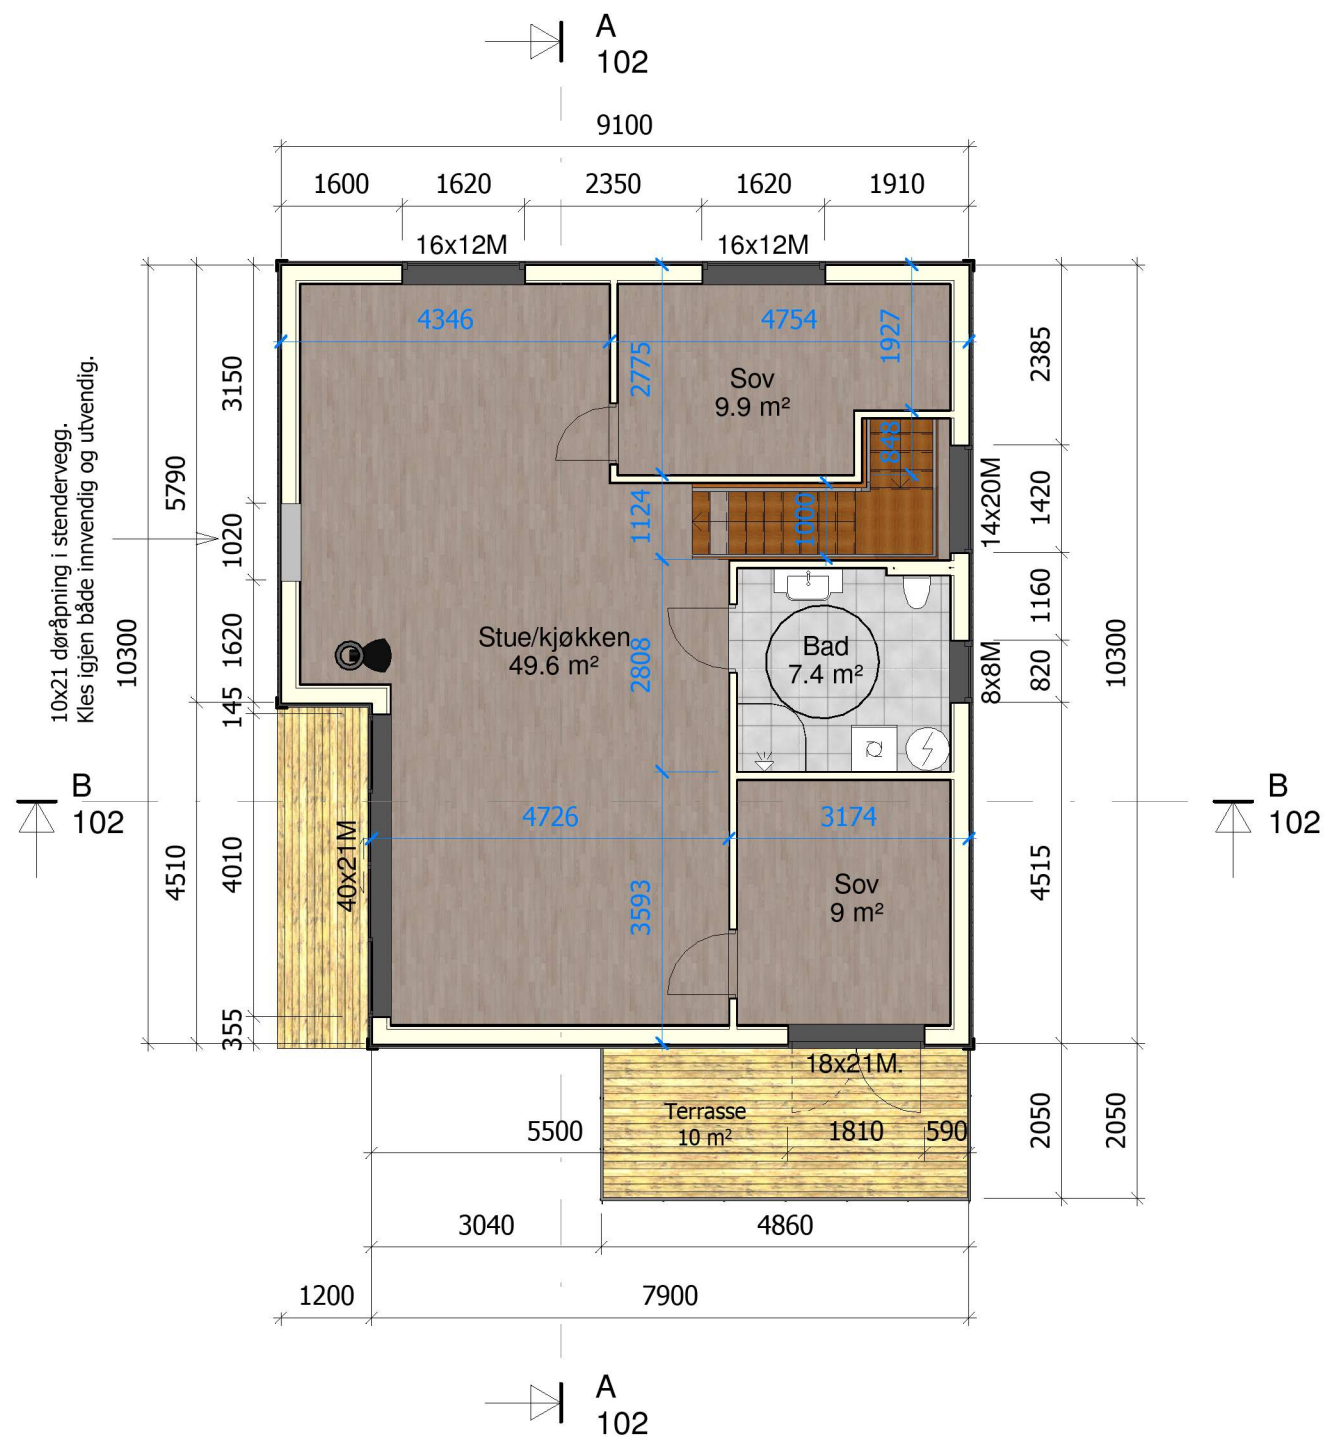 A
102
9100
1600
1620
2350
1620
1910
16x12M
16x12M
4346
4754
1927
2775
848
Sov
9.9 m²
3150
5790
1020
10300
1620
145
4510
4010
355
10x21 døråpning i stendervegg.
Kles igjen både innvendig og utvendig.
2385
14x20M
1420
1160
10300
8x8M
820
4515
2050
2050
1124
1000
Stue/kjøkken
49.6 m²
2808
Bad
7.4 m²
B
102
B
102
40x21M
4726
3174
3593
Sov
9 m²
18x21M.
Terrasse
10 m²
5500
1810
590
3040
4860
1200
7900
A
102